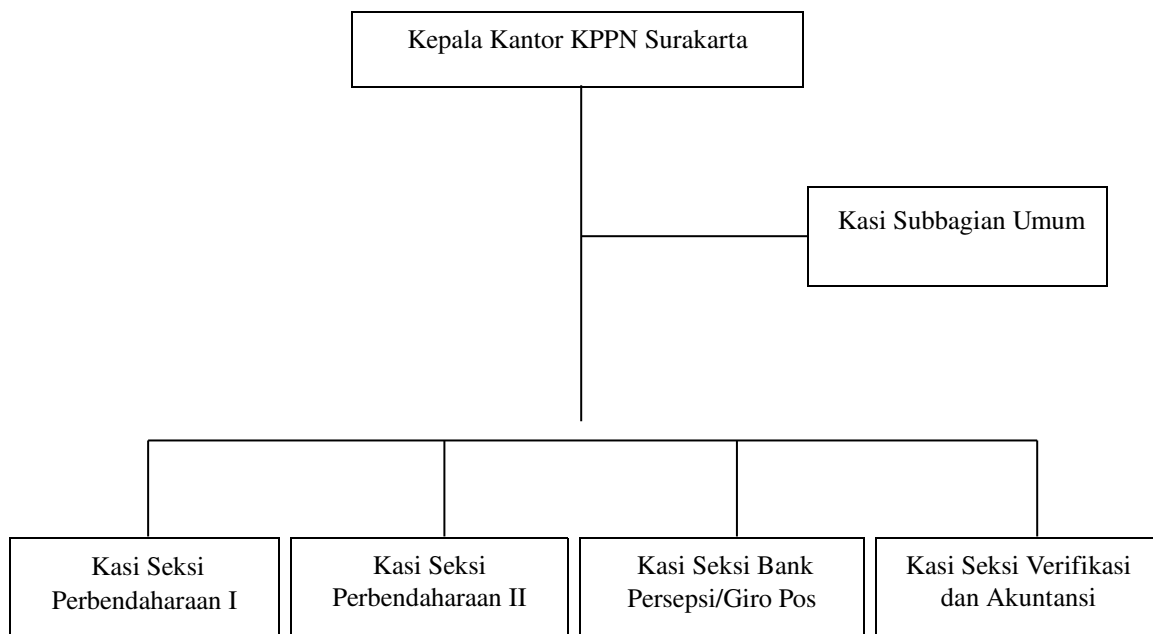 Kepala Kantor KPPN Surakarta
Kasi Subbagian Umum
Kasi Seksi
Perbendaharaan I
Kasi Seksi
Perbendaharaan II
Kasi Seksi Bank
Persepsi/Giro Pos
Kasi Seksi Verifikasi
dan Akuntansi